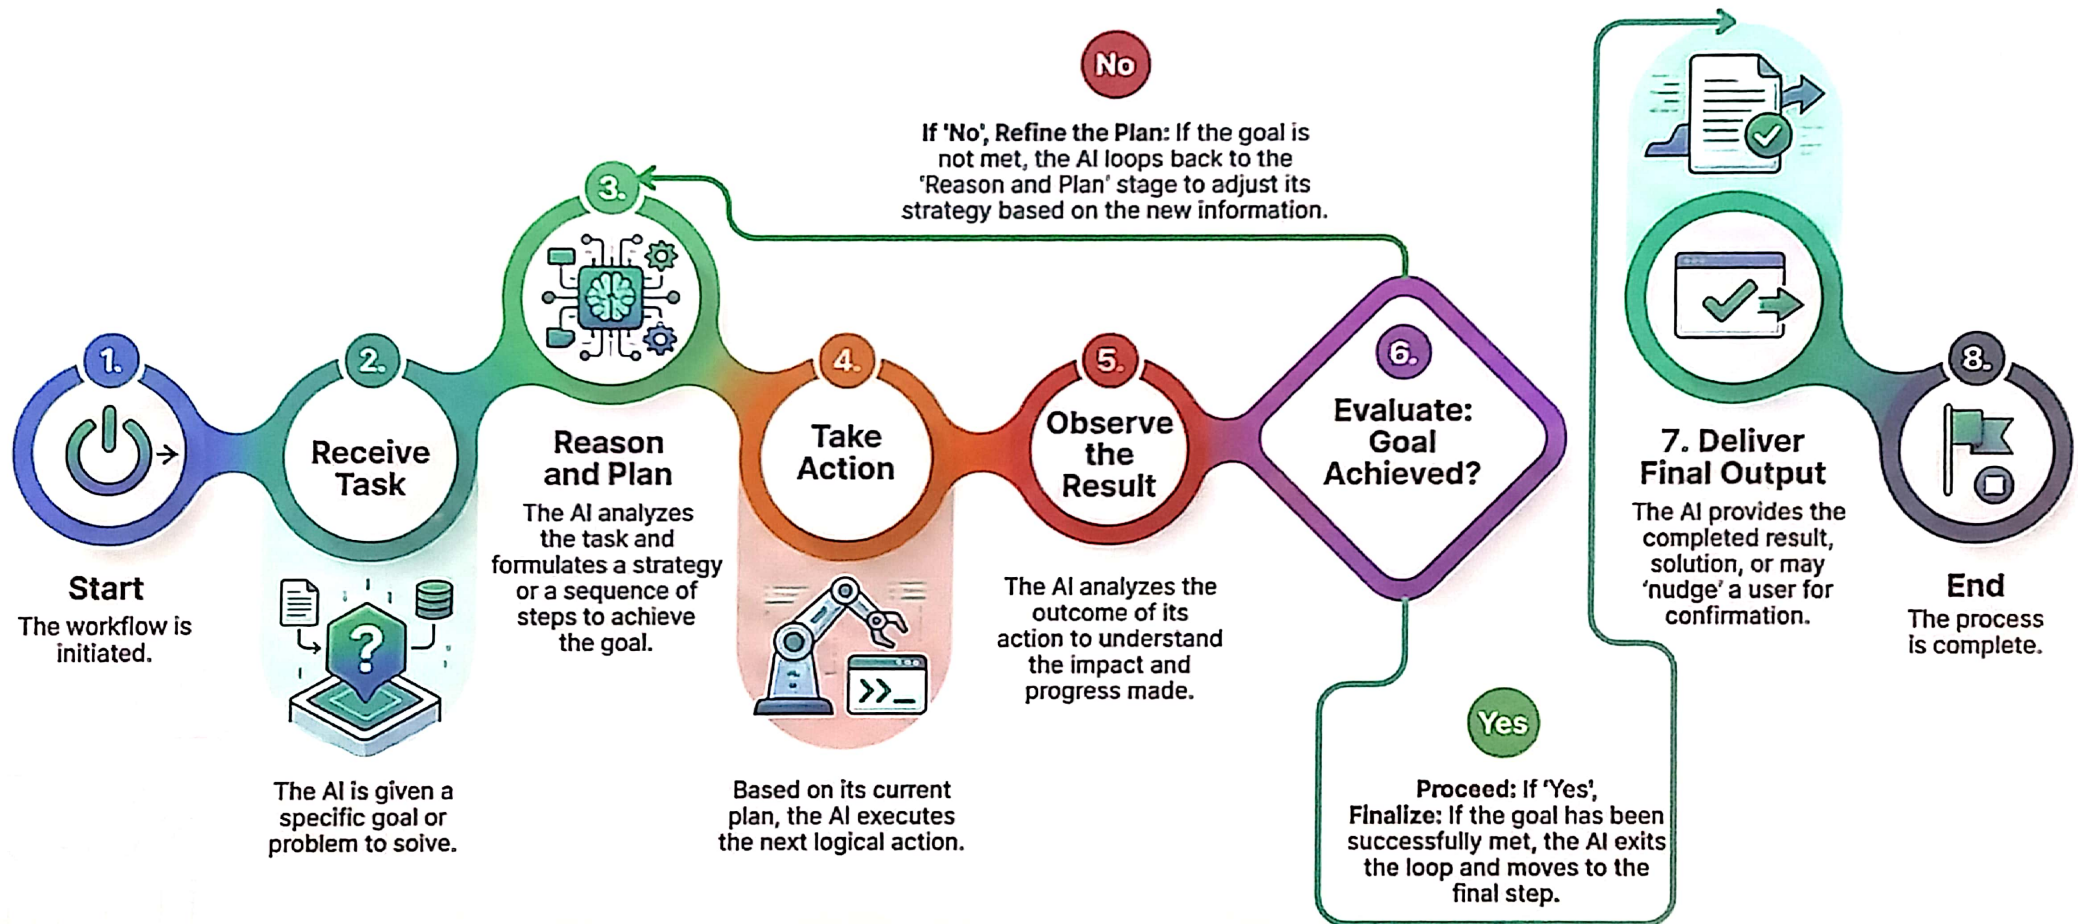 1.
Start
The workflow is
initiated.
2.
Receive
Task
?
The AI is given a
specific goal or
problem to solve.
3.
Reason
and Plan
The AI analyzes
the task and
formulates a strategy
or a sequence of
steps to achieve
the goal.
4.
Take
Action
>>_
Based on its current
plan, the AI executes
the next logical action.
5.
Observe
the
Result
The AI analyzes the
outcome of its
action to understand
the impact and
progress made.
6.
Evaluate:
Goal
Achieved?
No
If 'No', Refine the Plan: If the goal is
not met, the AI loops back to the
'Reason and Plan' stage to adjust its
strategy based on the new information.
Yes
Proceed: If 'Yes',
Finalize: If the goal has been
successfully met, the AI exits
the loop and moves to the
final step.
7. Deliver
Final Output
The AI provides the
completed result,
solution, or may
'nudge' a user for
confirmation.
8.
End
The process
is complete.